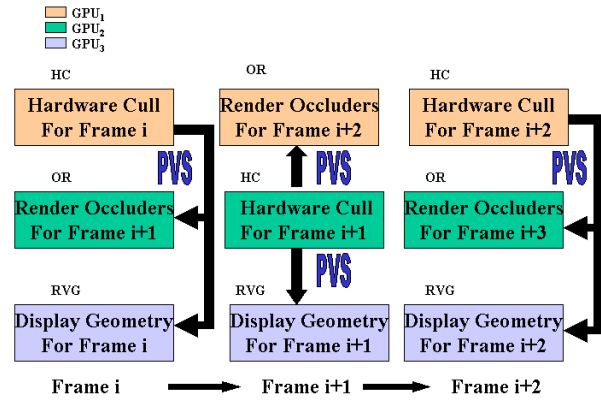 GPU1
GPU2
GPU3
HC
OR
HC
Hardware Cull
For Frame i
Render Occluders
For Frame i+2
Hardware Cull
For Frame i+2
PVS
PVS
PVS
OR
HC
OR
Render Occluders
For Frame i+1
Hardware Cull
For Frame i+1
Render Occluders
For Frame i+3
PVS
RVG
RVG
RVG
Display Geometry
For Frame i
Display Geometry
For Frame i+1
Display Geometry
For Frame i+2
Frame i
Frame i+1
Frame i+2